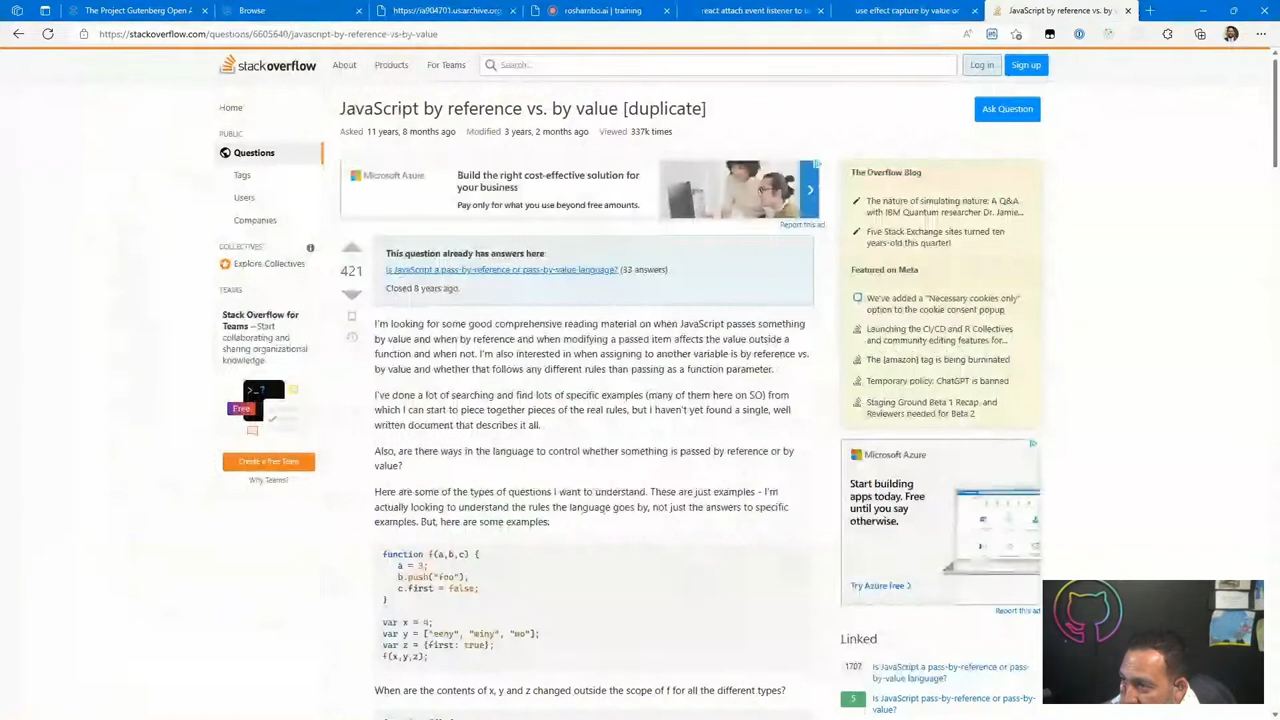 The Project Gutenberg Open A
Browse
https://ia904701.us.archive.org/
roshambo.ai | training
react attach event listener to ta
use effect capture by value or
JavaScript by reference vs. by va
https://stackoverflow.com/questions/6605640/javascript-by-reference-vs-by-value
stackoverflow
About
Products
For Teams
Search...
Log in
Sign up
Home
PUBLIC
Questions
Tags
Users
Companies
COLLECTIVES
Explore Collectives
TEAMS
Stack Overflow for
Teams – Start
collaborating and
sharing organizational
knowledge.
Free
Create a free Team
Why Teams?
JavaScript by reference vs. by value [duplicate]
Ask Question
Asked 11 years, 8 months ago Modified 3 years, 2 months ago Viewed 337k times
Microsoft Azure
Build the right cost-effective solution for
your business
Pay only for what you use beyond free amounts.
Report this ad
421
This question already has answers here:
Is JavaScript a pass-by-reference or pass-by-value language? (33 answers)
Closed 8 years ago.
I'm looking for some good comprehensive reading material on when JavaScript passes something
by value and when by reference and when modifying a passed item affects the value outside a
function and when not. I'm also interested in when assigning to another variable is by reference vs.
by value and whether that follows any different rules than passing as a function parameter.
I've done a lot of searching and find lots of specific examples (many of them here on SO) from
which I can start to piece together pieces of the real rules, but i haven't yet found a single, well
written document that describes it all.
Also, are there ways in the language to control whether something is passed by reference or by
value?
Here are some of the types of questions I want to understand. These are just examples - I'm
actually looking to understand the rules the language goes by, not just the answers to specific
examples. But, here are some examples:
function f(a,b,c) {
a = 3;
b.push("foo");
c.first = false;
}
var x = 4;
var y = ["eeny", "miny", "mo"];
var z = {first: true};
f(x,y,z);
When are the contents of x, y and z changed outside the scope of f for all the different types?
The Overflow Blog
The nature of simulating nature: A Q&A
with IBM Quantum researcher Dr. Jamie...
Five Stack Exchange sites turned ten
years-old this quarter!
Featured on Meta
We've added a "Necessary cookies only"
option to the cookie consent popup
Launching the CI/CD and R Collectives
and community editing features for...
The [amazon] tag is being burninated
Temporary policy: ChatGPT is banned
Staging Ground Beta 1 Recap, and
Reviewers needed for Beta 2
Microsoft Azure
Start building
apps today. Free
until you say
otherwise.
Try Azure Free
Report this ad
Linked
1707
Is JavaScript a pass-by-reference or pass-
by-value language?
5
Is JavaScript pass-by-reference or pass-by-
value?